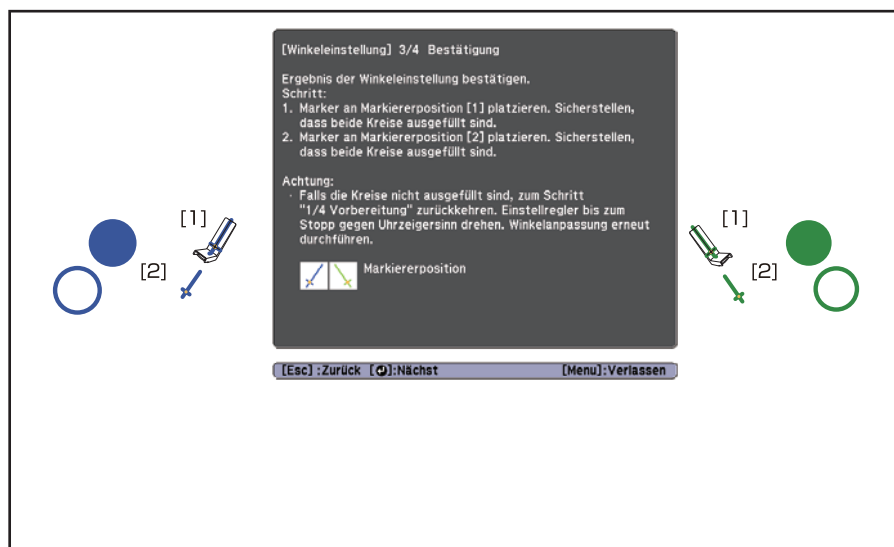 [Winkeleinstellung] 3/4 Bestätigung
Ergebnis der Winkeleinstellung bestätigen.
Schritt:
1. Marker an Markiererposition [1] platzieren. Sicherstellen,
dass beide Kreise ausgefüllt sind.
2. Marker an Markiererposition [2] platzieren. Sicherstellen,
dass beide Kreise ausgefüllt sind.
Achtung:
· Falls die Kreise nicht ausgefüllt sind, zum Schritt
"1/4 Vorbereitung" zurückkehren. Einstellregler bis zum
Stopp gegen Uhrzeigersinn drehen. Winkelanpassung erneut
durchführen.
Markiererposition
[Esc] :Zurück [⏎]:Nächst [Menu]:Verlassen
[1]
[2]
[1]
[2]